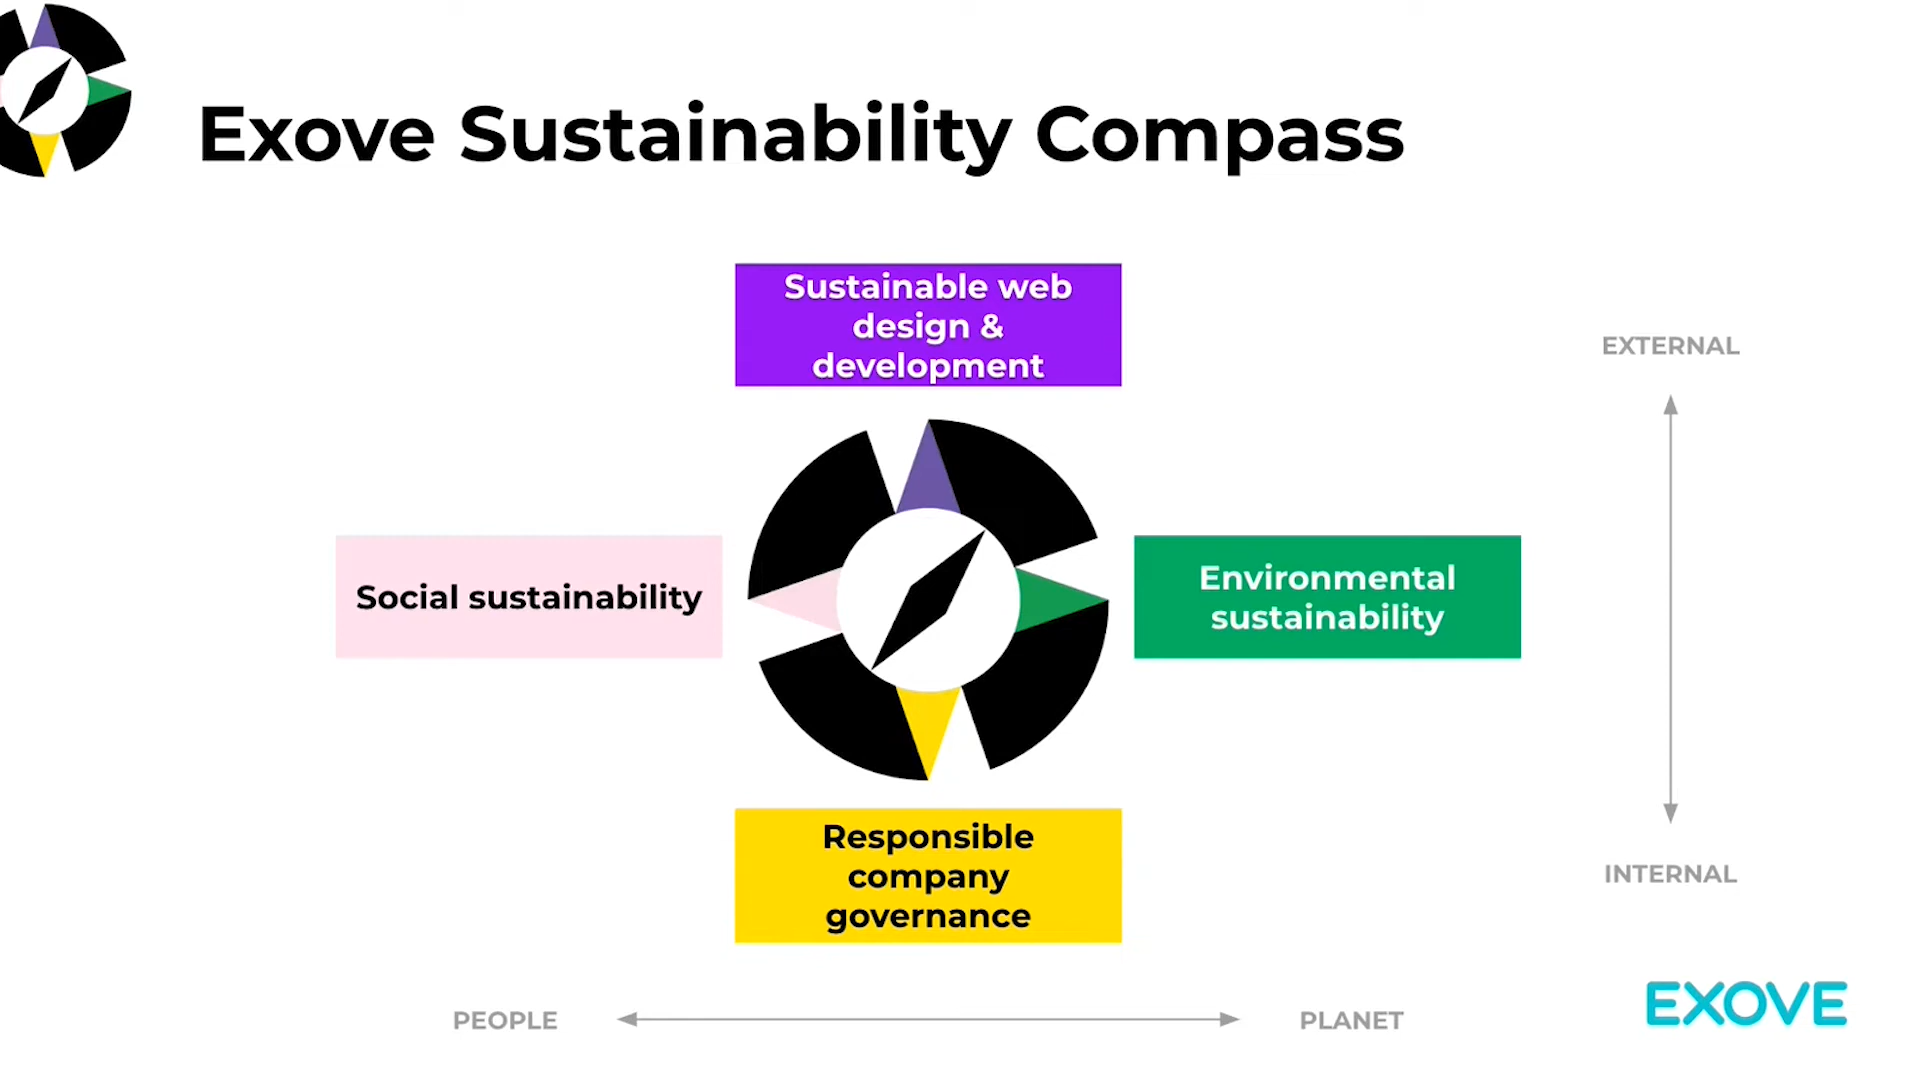 Exove Sustainability Compass
Sustainable web
design &
development
EXTERNAL
Social sustainability
Environmental
sustainability
Responsible
company
governance
INTERNAL
PEOPLE
PLANET
EXOVE